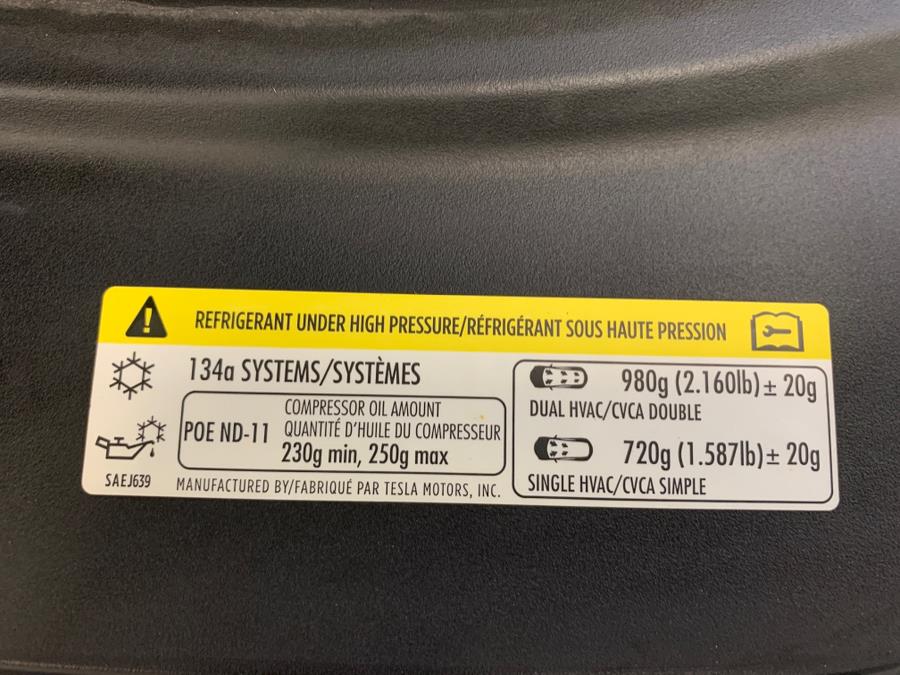 REFRIGERANT UNDER HIGH PRESSURE/RÉFRIGÉRANT SOUS HAUTE PRESSION
134a SYSTEMS/SYSTÈMES
POE ND-11
COMPRESSOR OIL AMOUNT
QUANTITÉ D'HUILE DU COMPRESSEUR
230g min, 250g max
SAEJ639
MANUFACTURED BY/FABRIQUÉ PAR TESLA MOTORS, INC.
980g (2.160lb) ± 20g
DUAL HVAC/CVCA DOUBLE
720g (1.587lb) ± 20g
SINGLE HVAC/CVCA SIMPLE